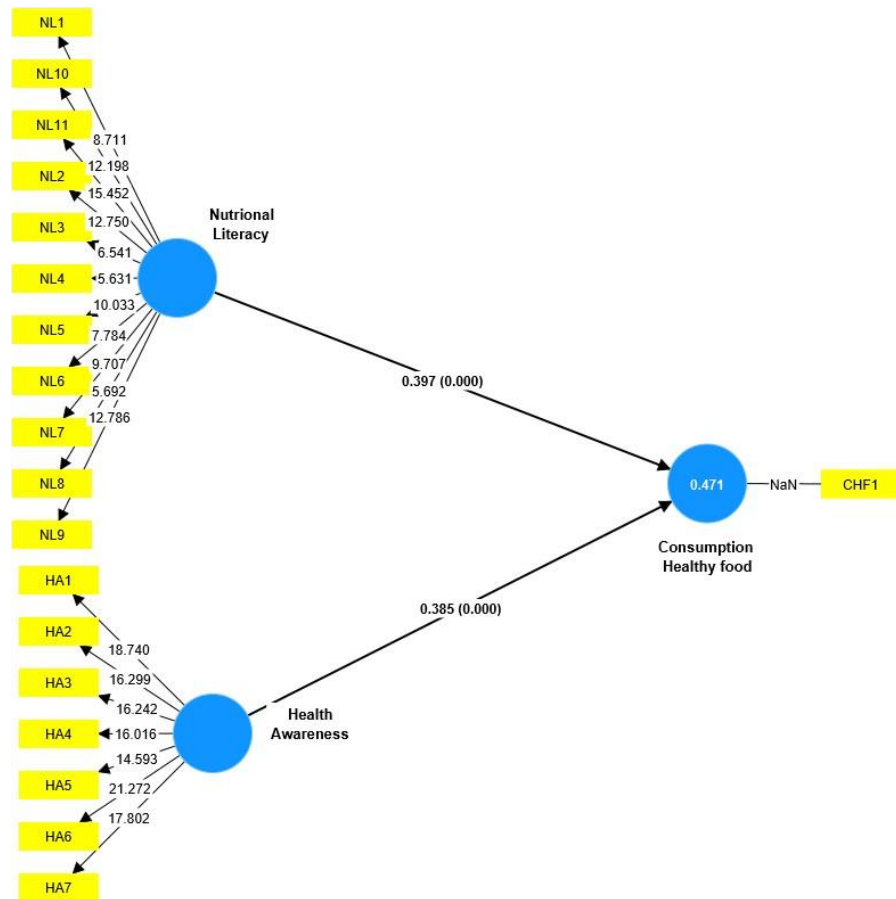 NL1
NL10
NL11
NL2
NL3
NL4
NL5
NL6
NL7
NL8
NL9
8.711
12.198
15.452
12.750
6.541
5.631
10.033
7.784
9.707
5.692
12.786
Nutrional
Literacy
0.397 (0.000)
0.471
NaN
CHF1
Consumption
Healthy food
0.385 (0.000)
HA1
HA2
HA3
HA4
HA5
HA6
HA7
18.740
16.299
16.242
16.016
14.593
21.272
17.802
Health
Awareness